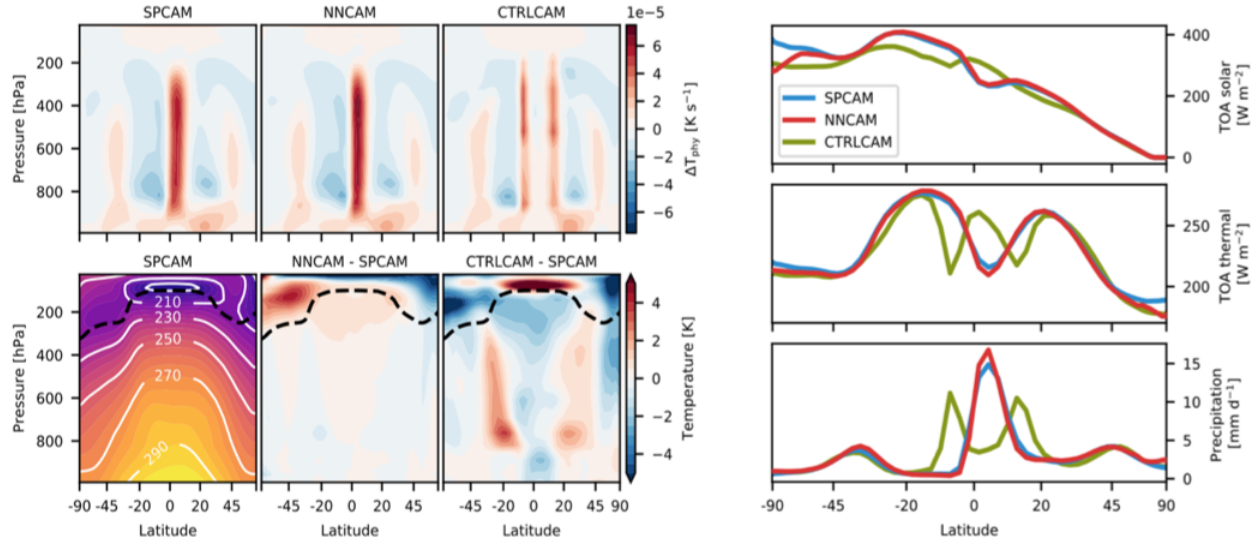 SPCAM NNCAM CTRLCAM 1e-5
Pressure [hPa]
200
400
600
800
6
4
2
0
−2
−4
−6
ΔTphy [K s⁻¹]
SPCAM NNCAM - SPCAM CTRLCAM - SPCAM
Pressure [hPa]
200
400
600
800
210
230
250
270
290
4
2
0
−2
−4
Temperature [K]
-90 -45 -20 0 20 45
-45 -20 0 20 45
-45 -20 0 20 45 90
Latitude Latitude Latitude
SPCAM
NNCAM
CTRLCAM
400
200
0
TOA solar
[W m⁻²]
250
200
TOA thermal
[W m⁻²]
15
10
5
0
Precipitation
[mm d⁻¹]
-90 -45 -20 0 20 45 90
Latitude